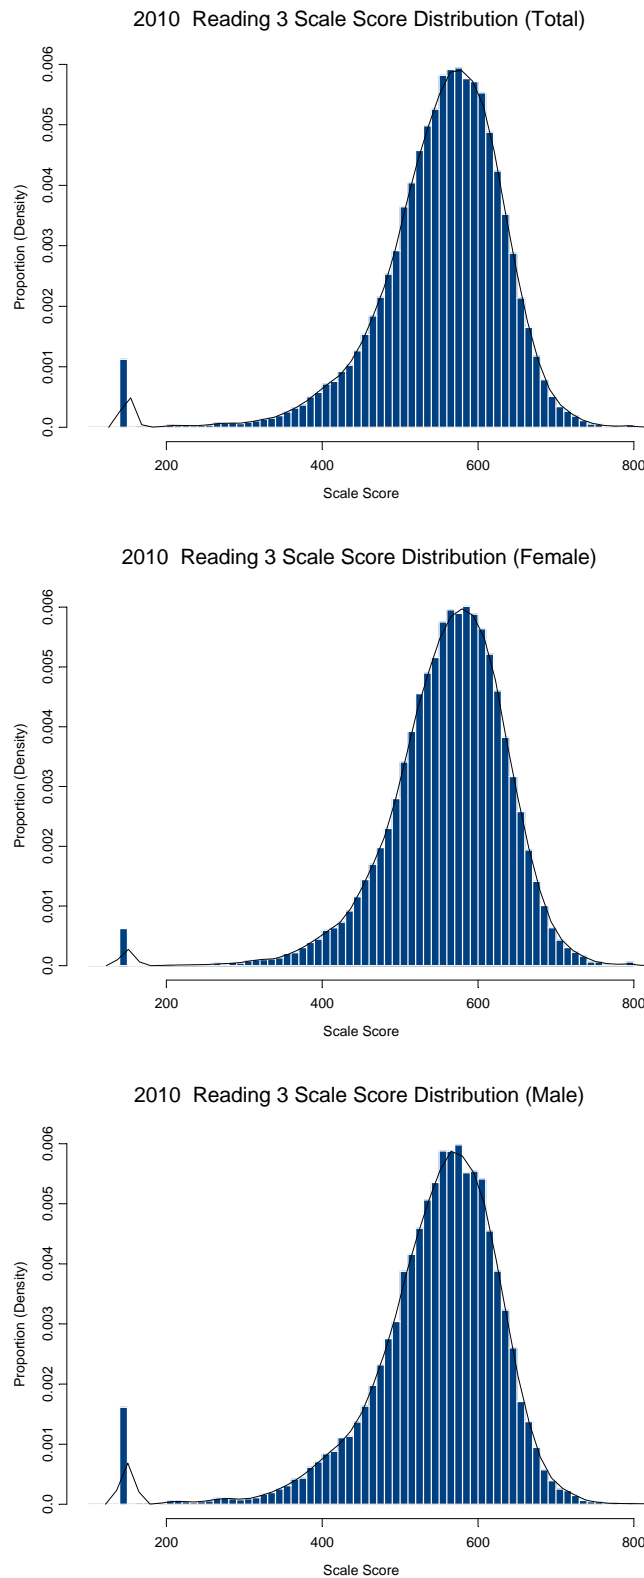 2010  Reading 3 Scale Score Distribution (Total)
Proportion (Density)
0.006
0.005
0.004
0.003
0.002
0.001
0.0
200 400 600 800
Scale Score
2010  Reading 3 Scale Score Distribution (Female)
Proportion (Density)
0.006
0.005
0.004
0.003
0.002
0.001
0.0
200 400 600 800
Scale Score
2010  Reading 3 Scale Score Distribution (Male)
Proportion (Density)
0.006
0.005
0.004
0.003
0.002
0.001
0.0
200 400 600 800
Scale Score